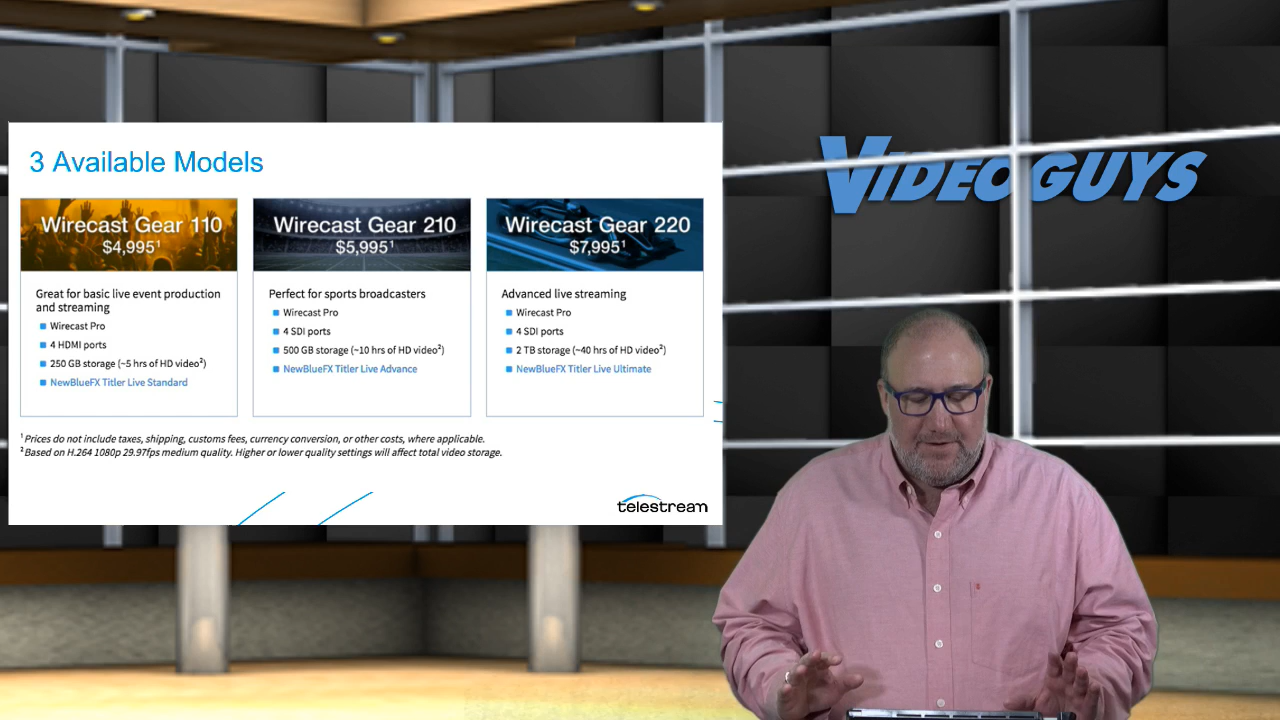 3 Available Models
Wirecast Gear 110
$4,995¹
Great for basic live event production
and streaming
Wirecast Pro
4 HDMI ports
250 GB storage (~5 hrs of HD video²)
NewBlueFX Titler Live Standard
Wirecast Gear 210
$5,995¹
Perfect for sports broadcasters
Wirecast Pro
4 SDI ports
500 GB storage (~10 hrs of HD video²)
NewBlueFX Titler Live Advance
Wirecast Gear 220
$7,995¹
Advanced live streaming
Wirecast Pro
4 SDI ports
2 TB storage (~40 hrs of HD video²)
NewBlueFX Titler Live Ultimate
¹ Prices do not include taxes, shipping, customs fees, currency conversion, or other costs, where applicable.
² Based on H.264 1080p 29.97fps medium quality. Higher or lower quality settings will affect total video storage.
telestream
VIDEOGUYS